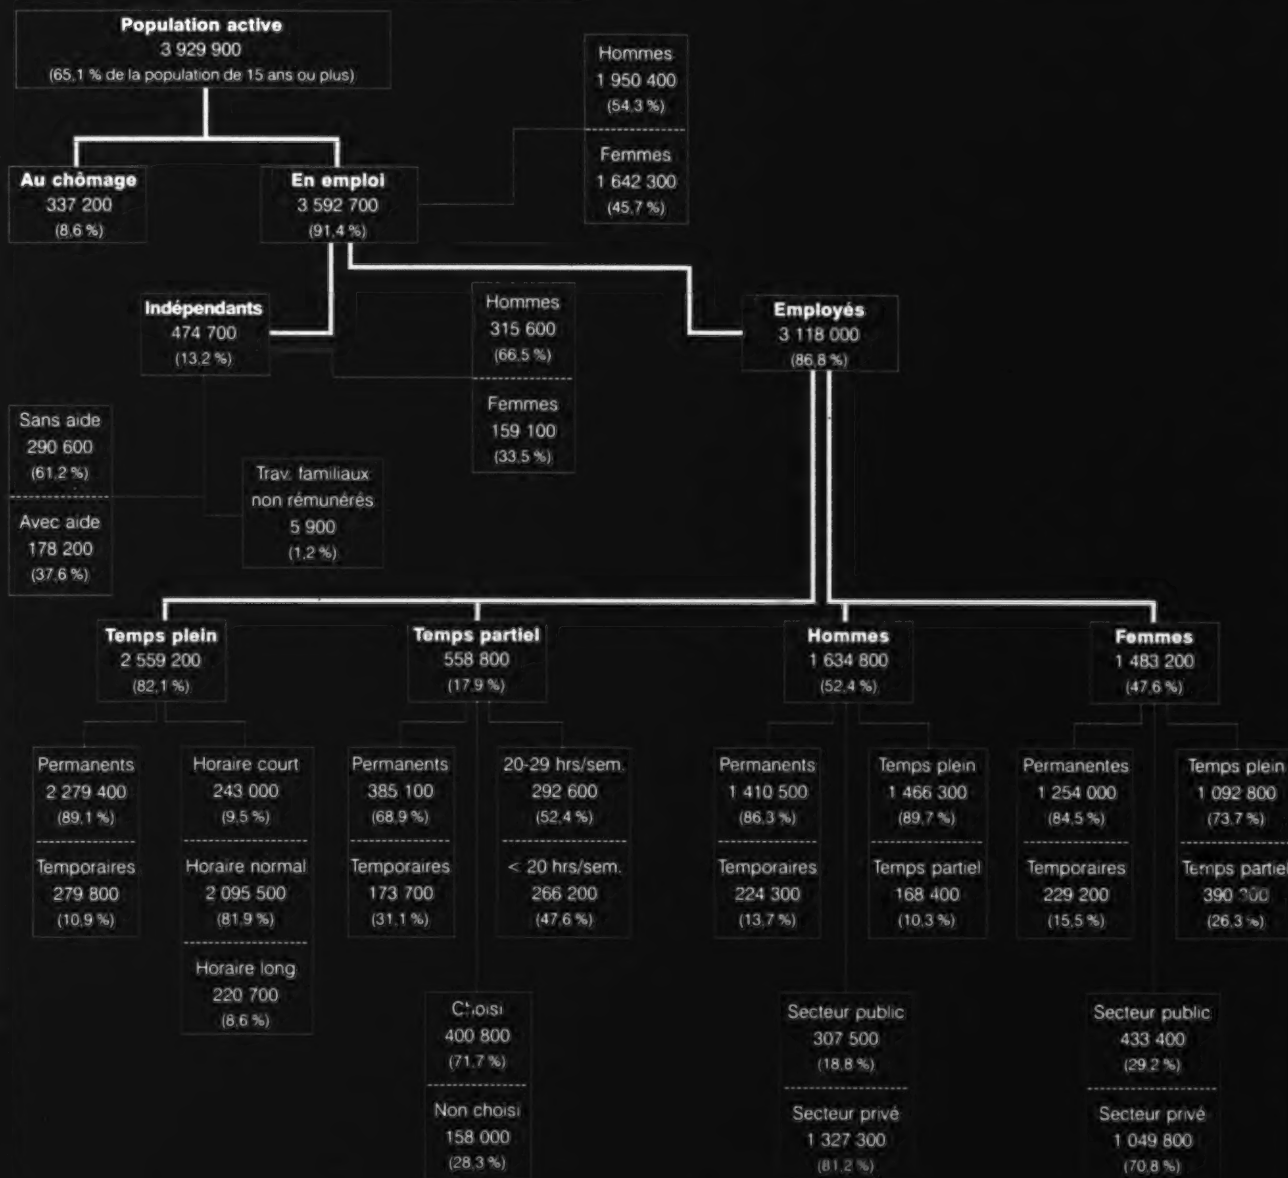 Population active
3 929 900
(65,1 % de la population de 15 ans ou plus)
Hommes
1 950 400
(54,3 %)
Femmes
1 642 300
(45,7 %)
Au chômage
337 200
(8,6 %)
En emploi
3 592 700
(91,4 %)
Indépendants
474 700
(13,2 %)
Hommes
315 600
(66,5 %)
Femmes
159 100
(33,5 %)
Employés
3 118 000
(86,8 %)
Sans aide
290 600
(61,2 %)
Avec aide
178 200
(37,6 %)
Trav. familiaux
non rémunérés
5 900
(1,2 %)
Temps plein
2 559 200
(82,1 %)
Temps partiel
558 800
(17,9 %)
Hommes
1 634 800
(52,4 %)
Femmes
1 483 200
(47,6 %)
Permanents
2 279 400
(89,1 %)
Temporaires
279 800
(10,9 %)
Horaire court
243 000
(9,5 %)
Horaire normal
2 095 500
(81,9 %)
Horaire long
220 700
(8,6 %)
Permanents
385 100
(68,9 %)
Temporaires
173 700
(31,1 %)
20-29 hrs/sem.
292 600
(52,4 %)
< 20 hrs/sem.
266 200
(47,6 %)
Choisi
400 800
(71,7 %)
Non choisi
158 000
(28,3 %)
Permanents
1 410 500
(86,3 %)
Temporaires
224 300
(13,7 %)
Temps plein
1 466 300
(89,7 %)
Temps partiel
168 400
(10,3 %)
Secteur public
307 500
(18,8 %)
Secteur privé
1 327 300
(81,2 %)
Permanentes
1 254 000
(84,5 %)
Temporaires
229 200
(15,5 %)
Temps plein
1 092 800
(73,7 %)
Temps partiel
390
(26,3 %)
Secteur public
433 400
(29,2 %)
Secteur privé
1 049 800
(70,8 %)